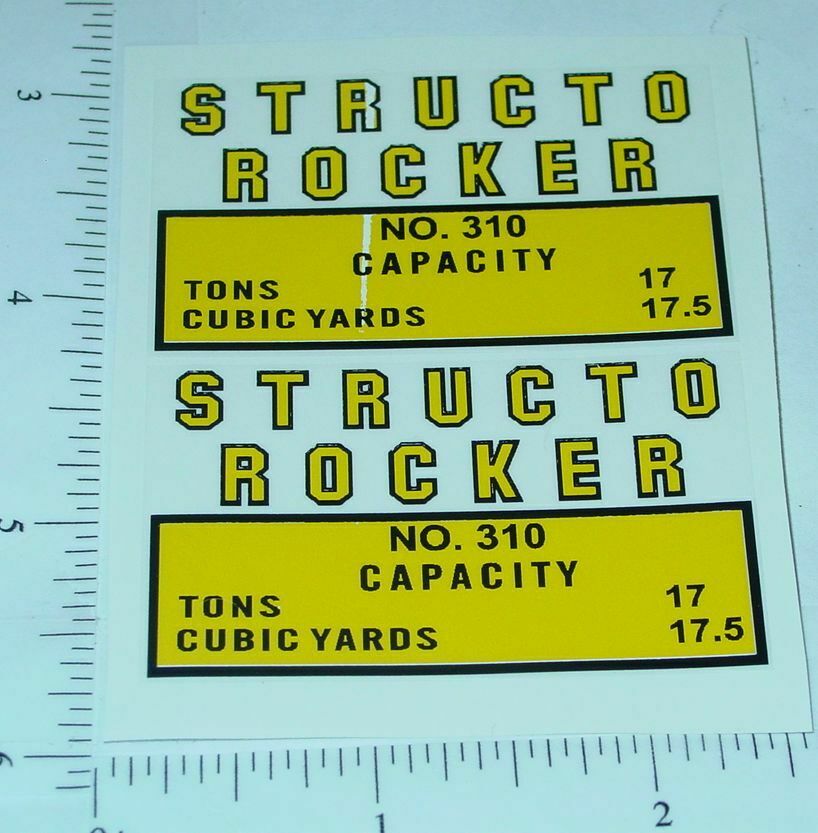 STRUCTO
ROCKER
NO. 310
CAPACITY
TONS 17
CUBIC YARDS 17.5
STRUCTO
ROCKER
NO. 310
CAPACITY
TONS 17
CUBIC YARDS 17.5
3
4
5
6
1
2